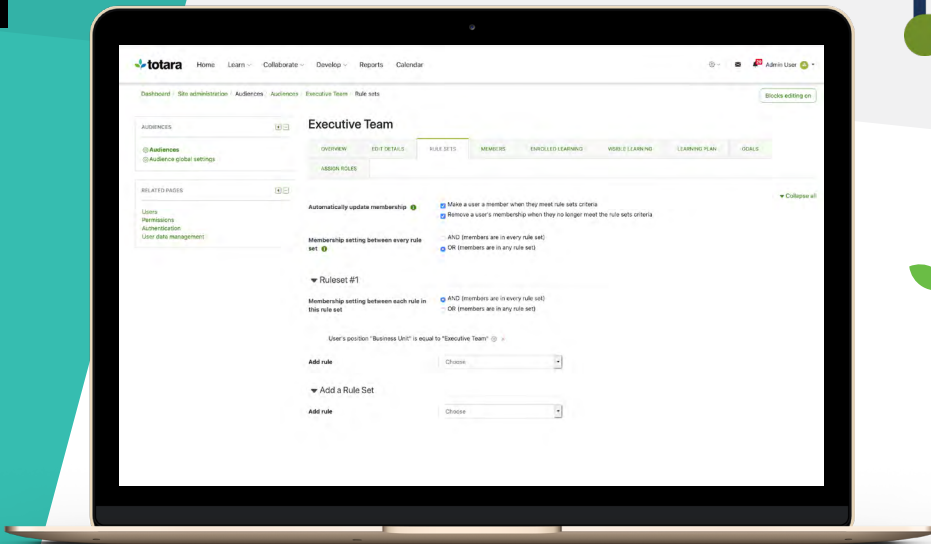 totara Home Learn Collaborate Develop Reports Calendar Admin User
Dashboard / Site administration / Audiences / Audiences / Executive Team / Rule sets
Blocks editing on
AUDIENCES
Audiences
Audience global settings
RELATED PAGES
Users
Permissions
Authentication
User data management
Executive Team
OVERVIEW EDIT DETAILS RULE SETS MEMBERS ENROLLED LEARNING VISIBLE LEARNING LEARNING PLAN GOALS
ASSIGN ROLES
Collapse all
Automatically update membership
Make a user a member when they meet rule sets criteria
Remove a user's membership when they no longer meet the rule sets criteria
Membership setting between every rule
set
AND (members are in every rule set)
OR (members are in any rule set)
Ruleset #1
Membership setting between each rule in
this rule set
AND (members are in every rule set)
OR (members are in any rule set)
User's position "Business Unit" is equal to "Executive Team"
Add rule Choose
Add a Rule Set
Add rule Choose